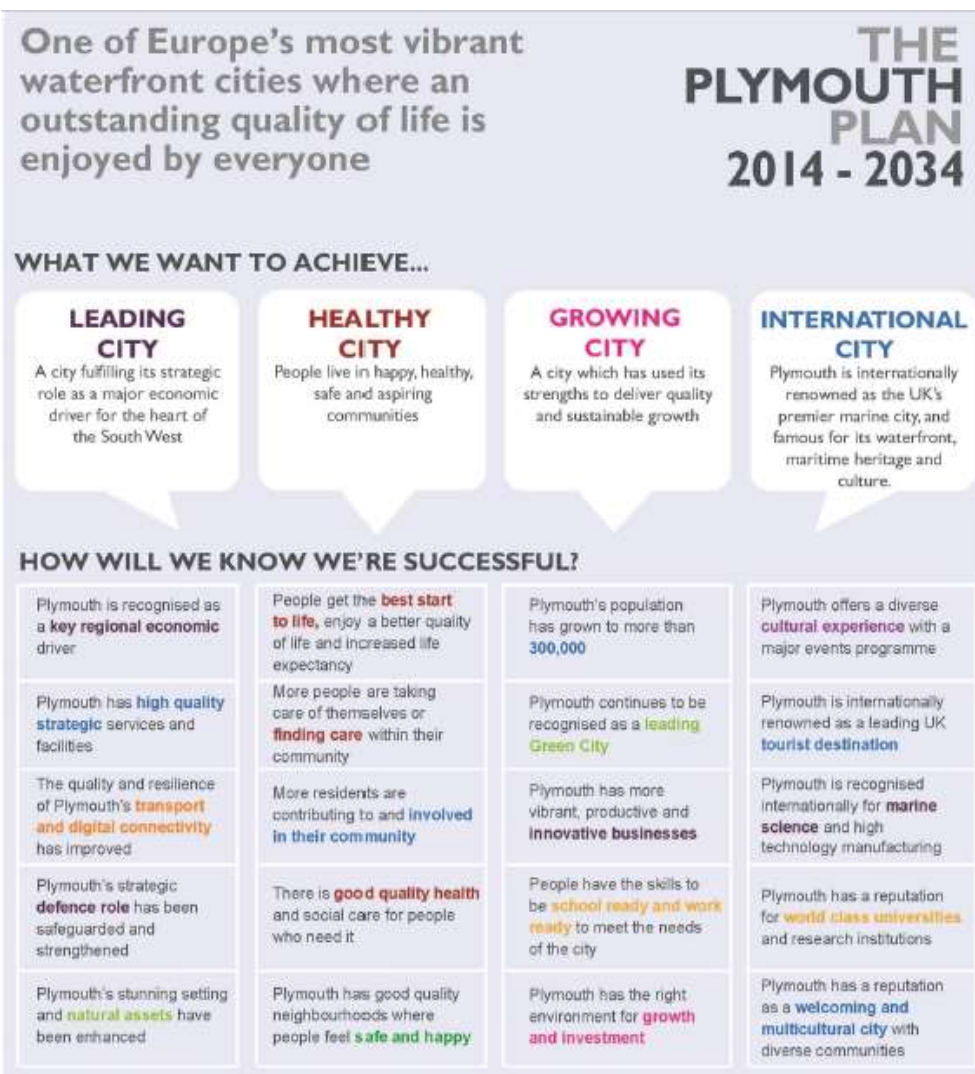 One of Europe's most vibrant
waterfront cities where an
outstanding quality of life is
enjoyed by everyone
THE
PLYMOUTH
PLAN
2014 - 2034
WHAT WE WANT TO ACHIEVE...
LEADING
CITY
A city fulfilling its strategic
role as a major economic
driver for the heart of
the South West
HEALTHY
CITY
People live in happy, healthy,
safe and aspiring
communities
GROWING
CITY
A city which has used its
strengths to deliver quality
and sustainable growth
INTERNATIONAL
CITY
Plymouth is internationally
renowned as the UK's
premier marine city, and
famous for its waterfront,
maritime heritage and
culture.
HOW WILL WE KNOW WE'RE SUCCESSFUL?
Plymouth is recognised as
a key regional economic
driver
People get the best start
to life, enjoy a better quality
of life and increased life
expectancy
Plymouth's population
has grown to more than
300,000
Plymouth offers a diverse
cultural experience with a
major events programme
Plymouth has high quality
strategic services and
facilities
More people are taking
care of themselves or
finding care within their
community
Plymouth continues to be
recognised as a leading
Green City
Plymouth is internationally
renowned as a leading UK
tourist destination
The quality and resilience
of Plymouth's transport
and digital connectivity
has improved
More residents are
contributing to and involved
in their community
Plymouth has more
vibrant, productive and
innovative businesses
Plymouth is recognised
internationally for marine
science and high
technology manufacturing
Plymouth's strategic
defence role has been
safeguarded and
strengthened
There is good quality health
and social care for people
who need it
People have the skills to
be school ready and work
ready to meet the needs
of the city
Plymouth has a reputation
for world class universities
and research institutions
Plymouth's stunning setting
and natural assets have
been enhanced
Plymouth has good quality
neighbourhoods where
people feel safe and happy
Plymouth has the right
environment for growth
and investment
Plymouth has a reputation
as a welcoming and
multicultural city with
diverse communities